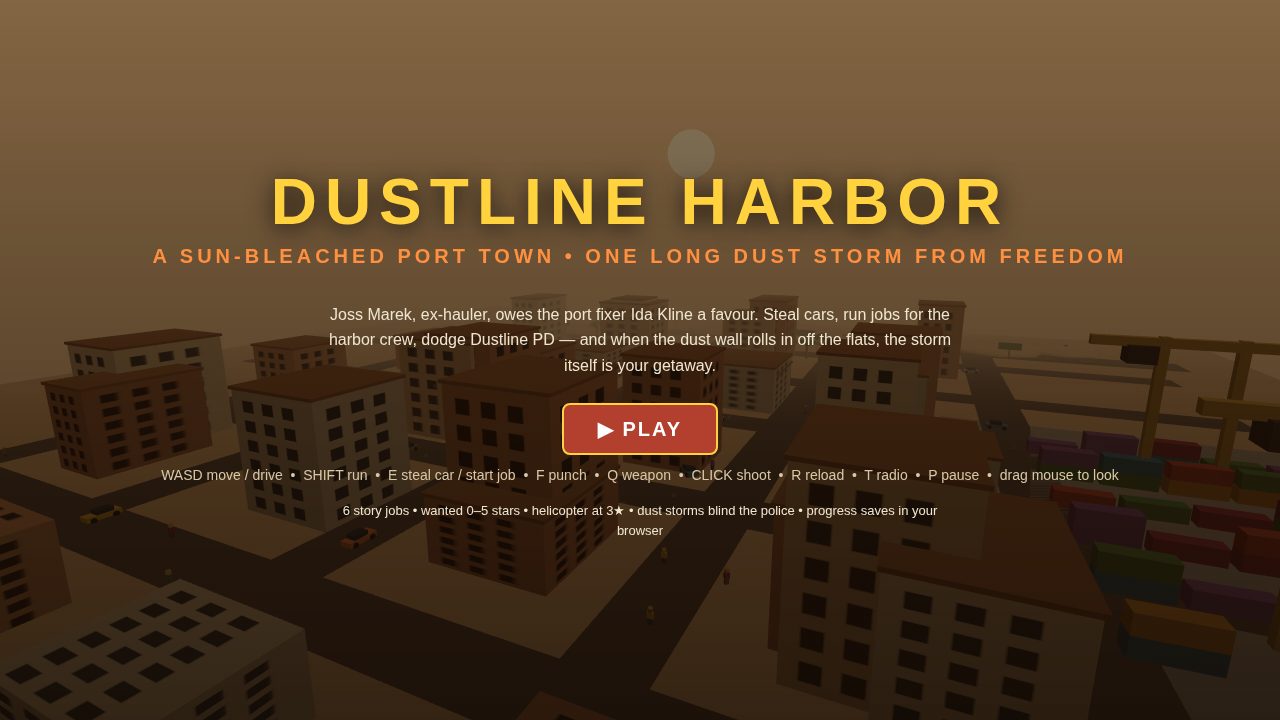 DUSTLINE HARBOR
A SUN-BLEACHED PORT TOWN • ONE LONG DUST STORM FROM FREEDOM
Joss Marek, ex-hauler, owes the port fixer Ida Kline a favour. Steal cars, run jobs for the
harbor crew, dodge Dustline PD — and when the dust wall rolls in off the flats, the storm
itself is your getaway.
▶ PLAY
WASD move / drive • SHIFT run • E steal car / start job • F punch • Q weapon • CLICK shoot • R reload • T radio • P pause • drag mouse to look
6 story jobs • wanted 0–5 stars • helicopter at 3★ • dust storms blind the police • progress saves in your
browser